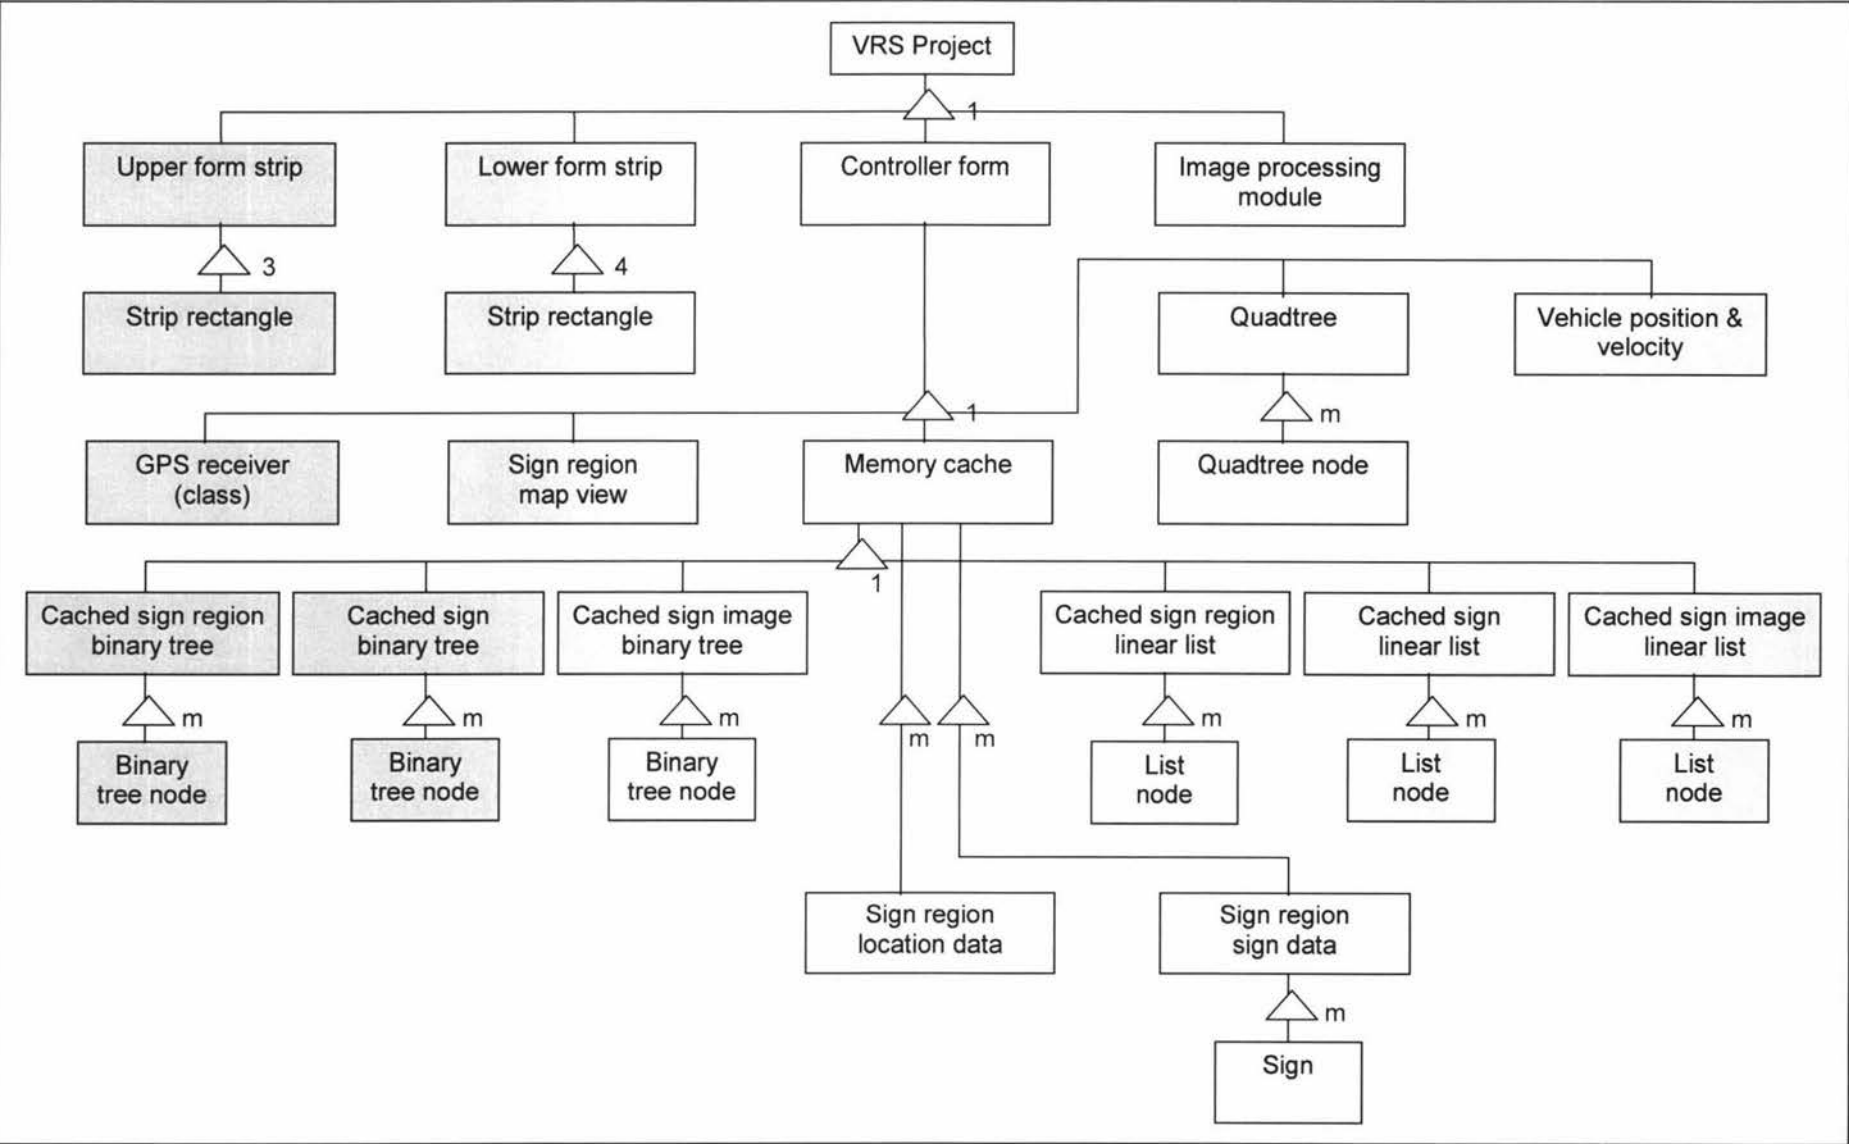 VRS Project
1
Upper form strip
Lower form strip
Controller form
Image processing
module
3
4
Strip rectangle
Strip rectangle
Quadtree
Vehicle position &
velocity
1
m
GPS receiver
(class)
Sign region
map view
Memory cache
Quadtree node
1
Cached sign region
binary tree
Cached sign
binary tree
Cached sign image
binary tree
Cached sign region
linear list
Cached sign
linear list
Cached sign image
linear list
m
m
m
m
m
m
m
m
Binary
tree node
Binary
tree node
Binary
tree node
List
node
List
node
List
node
Sign region
location data
Sign region
sign data
m
Sign